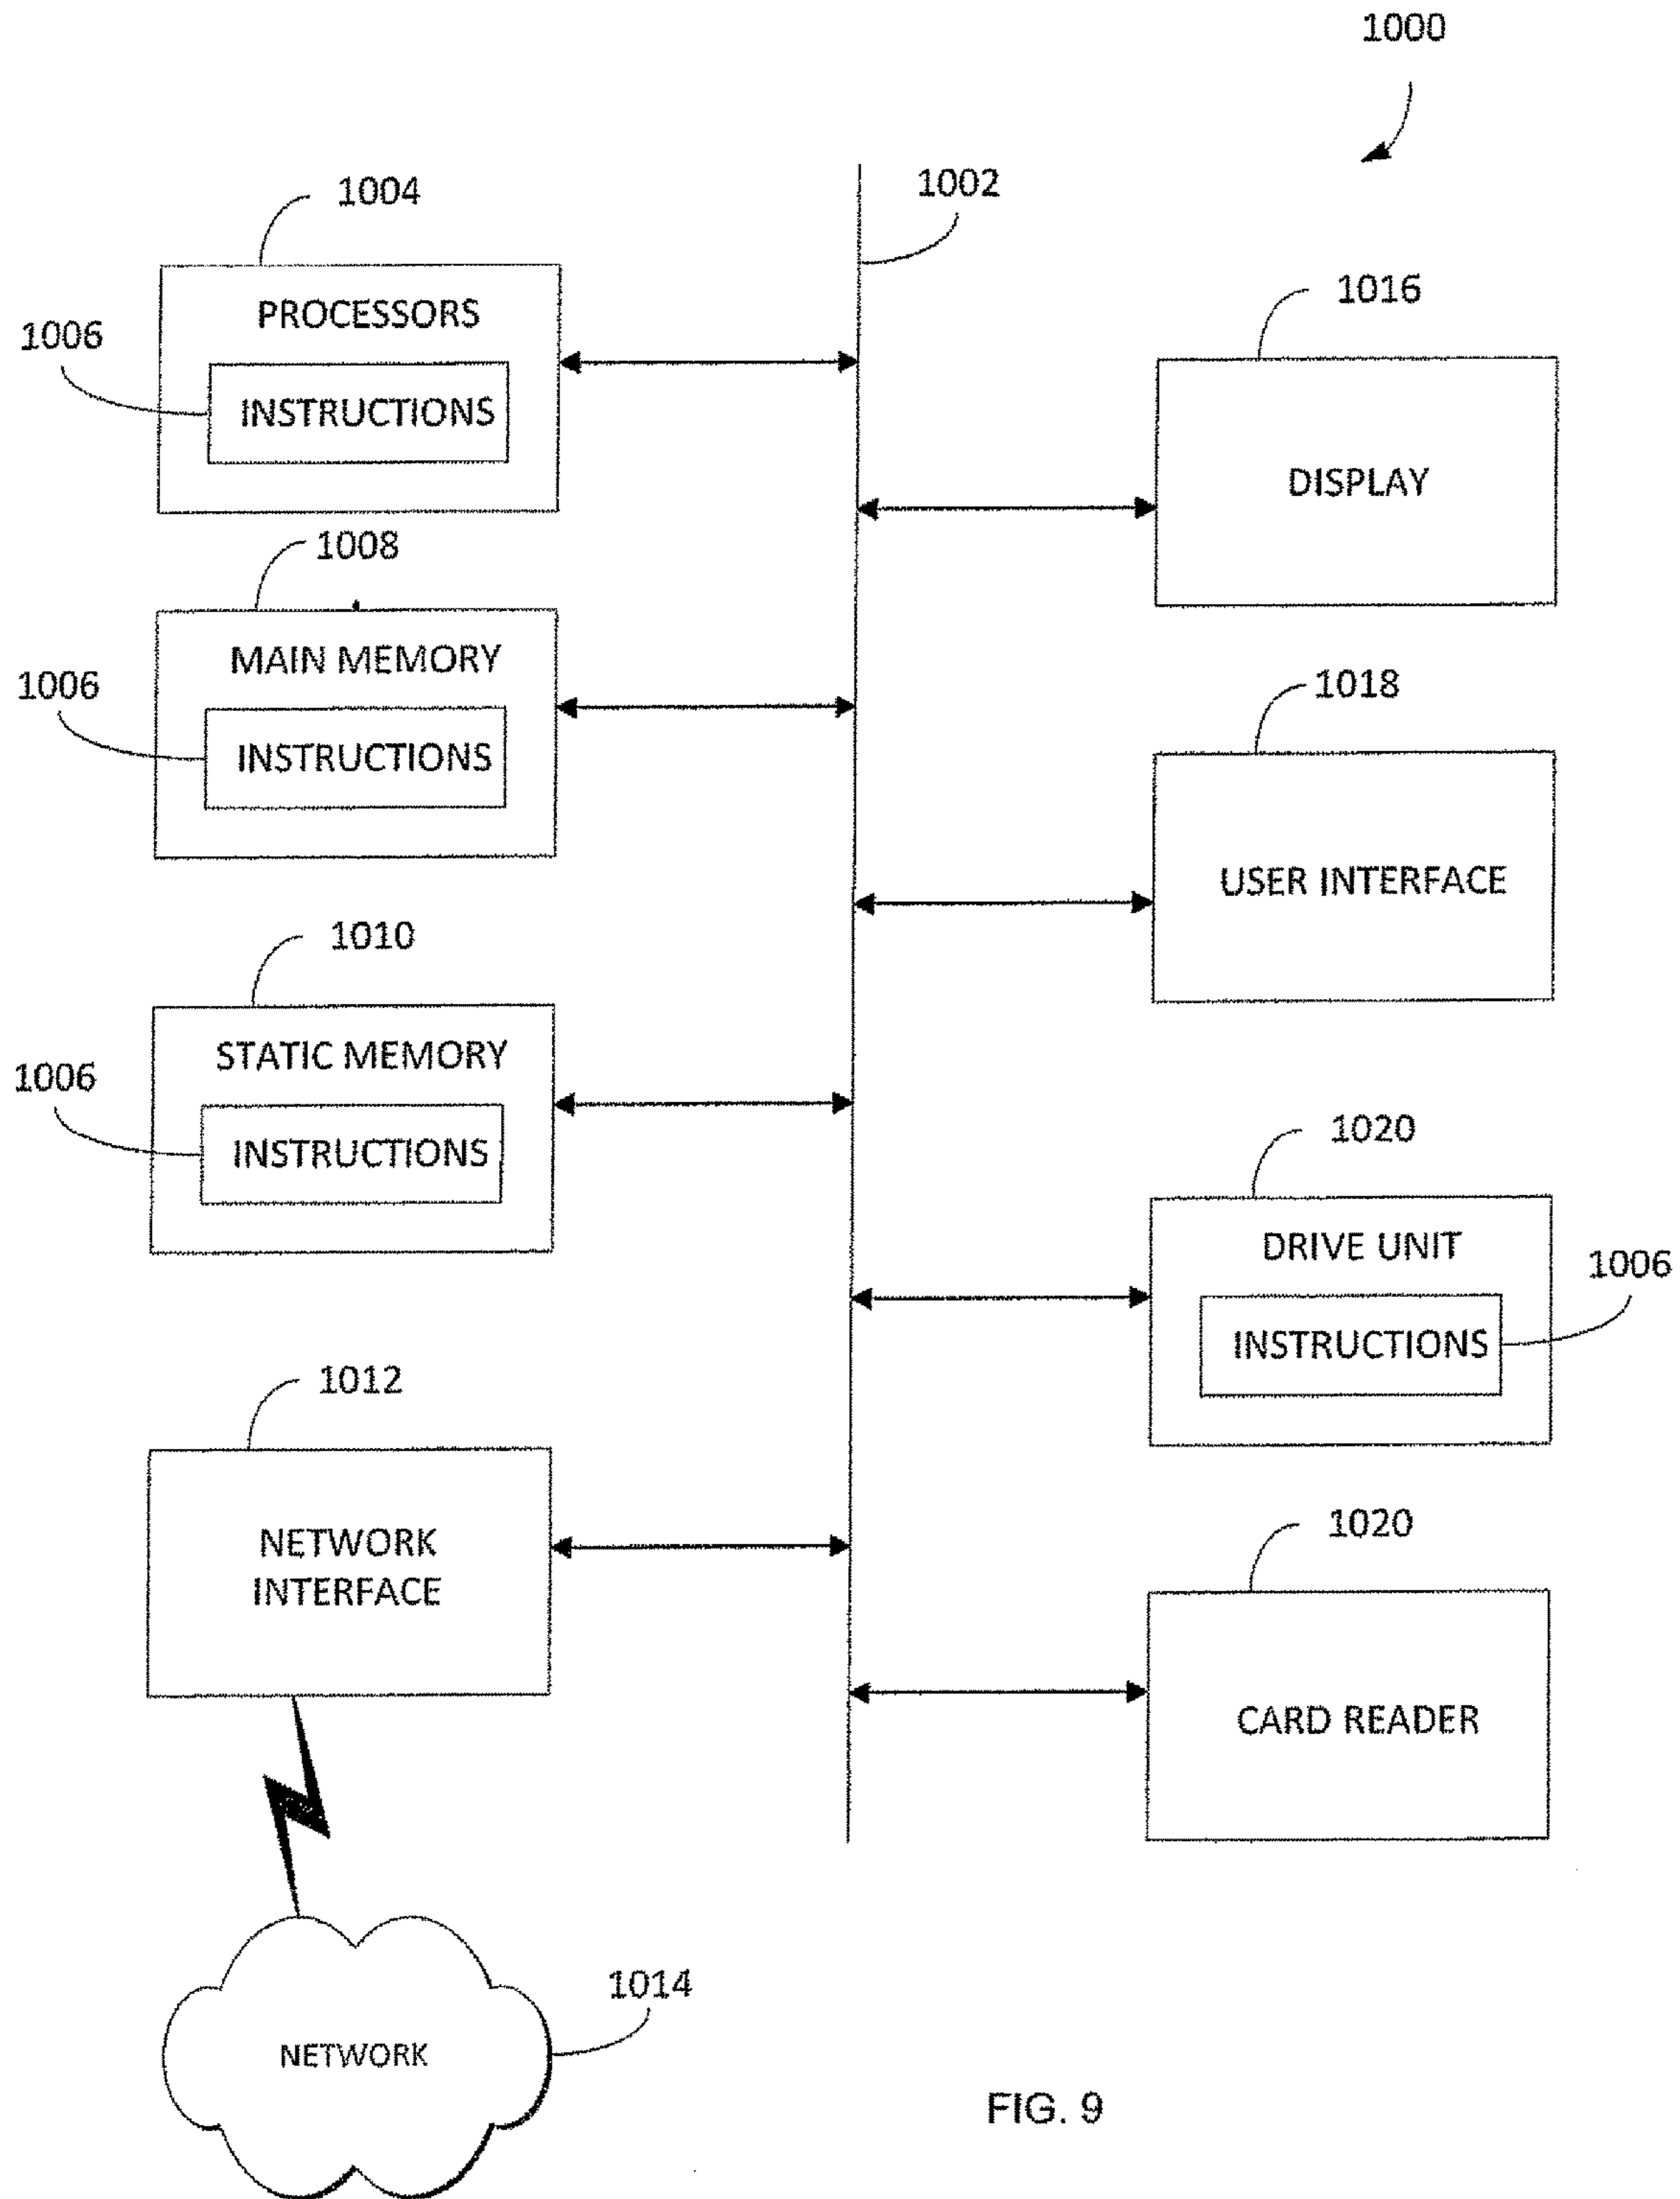 1000
1002
1004
PROCESSORS
1006
INSTRUCTIONS
1016
DISPLAY
1008
MAIN MEMORY
1006
INSTRUCTIONS
1018
USER INTERFACE
1010
STATIC MEMORY
1006
INSTRUCTIONS
1020
DRIVE UNIT
1006
INSTRUCTIONS
1012
NETWORK
INTERFACE
1020
CARD READER
1014
NETWORK
FIG. 9